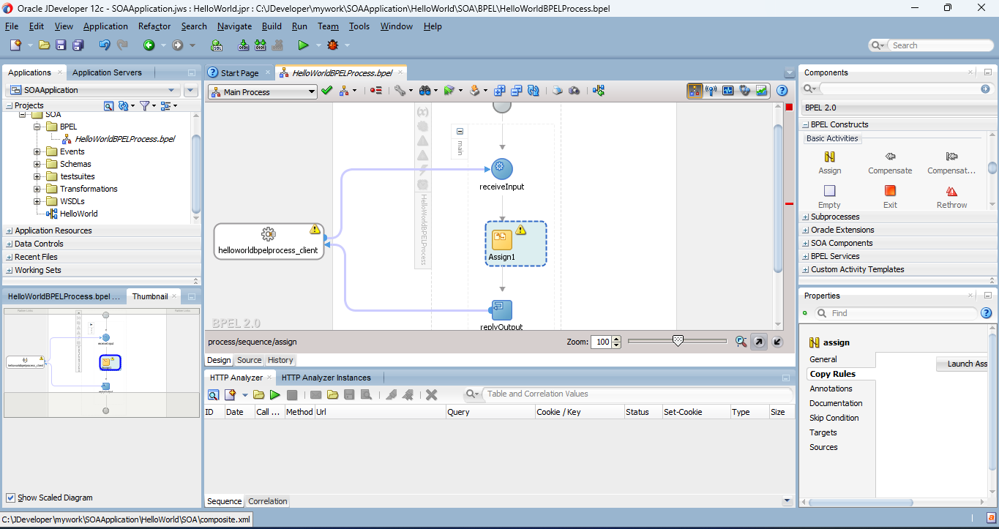 Oracle JDeveloper 12c - SOAApplication.jws : HelloWorld.jpr : C:\JDeveloper\mywork\SOAApplication\HelloWorld\SOA\BPEL\HelloWorldBPELProcess.bpel
File Edit View Application Refactor Search Navigate Build Run Team Tools Window Help
Search
Applications Application Servers
SOAApplication
Projects
SOA
BPEL
HelloWorldBPELProcess.bpel
Events
Schemas
testsuites
Transformations
WSDLs
HelloWorld
Application Resources
Data Controls
Recent Files
Working Sets
HelloWorldBPELProcess.bpel ... Thumbnail
Show Scaled Diagram
C:\JDeveloper\mywork\SOAApplication\HelloWorld\SOA\composite.xml
Start Page HelloWorldBPELProcess.bpel
Main Process
main
receiveInput
HelloWorldBPELProcess
helloworldbpelprocess_client
Assign1
replyOutput
BPEL 2.0
process/sequence/assign
Zoom: 100
Design Source History
HTTP Analyzer HTTP Analyzer Instances
Table and Correlation Values
ID Date Call ... Method Url Query Cookie / Key Status Set-Cookie Type Size
Sequence Correlation
Components
BPEL 2.0
BPEL Constructs
Basic Activities
Assign Compensate Compensat...
Empty Exit Rethrow
Subprocesses
Oracle Extensions
SOA Components
BPEL Services
Custom Activity Templates
Properties
Find
assign
General
Launch Ass
Copy Rules
Annotations
Documentation
Skip Condition
Targets
Sources